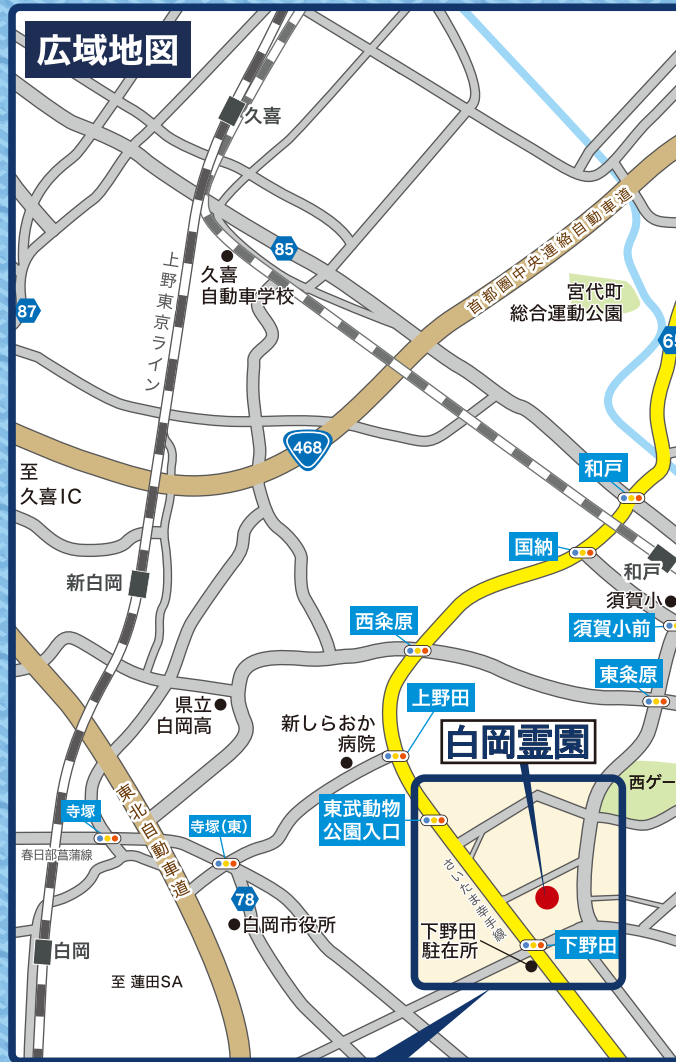 広域地図
久喜
85
久喜
自動車学校
首都圏中央連絡自動車道
宮代町
総合運動公園
87
上野東京ライン
65
468
至
久喜IC
和戸
国納
新白岡
和戸
須賀小
西粂原
須賀小前
東粂原
県立
白岡高
上野田
新しらおか
病院
白岡霊園
西ゲー
東北自動車道
寺塚
東武動物
公園入口
寺塚(東)
春日部菖蒲線
さいたま幸手線
78
白岡市役所
下野田
駐在所
下野田
白岡
至 蓮田SA